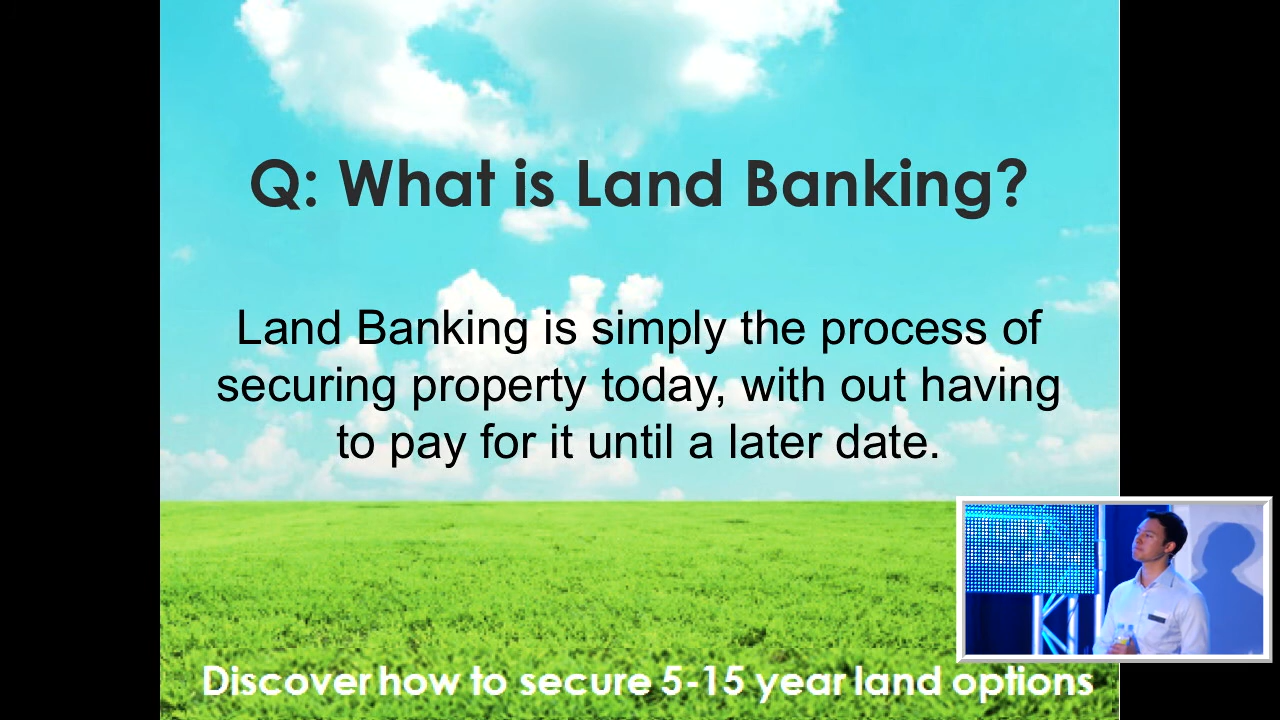 Q: What is Land Banking?
Land Banking is simply the process of
securing property today, with out having
to pay for it until a later date.
Discover how to secure 5-15 year land options